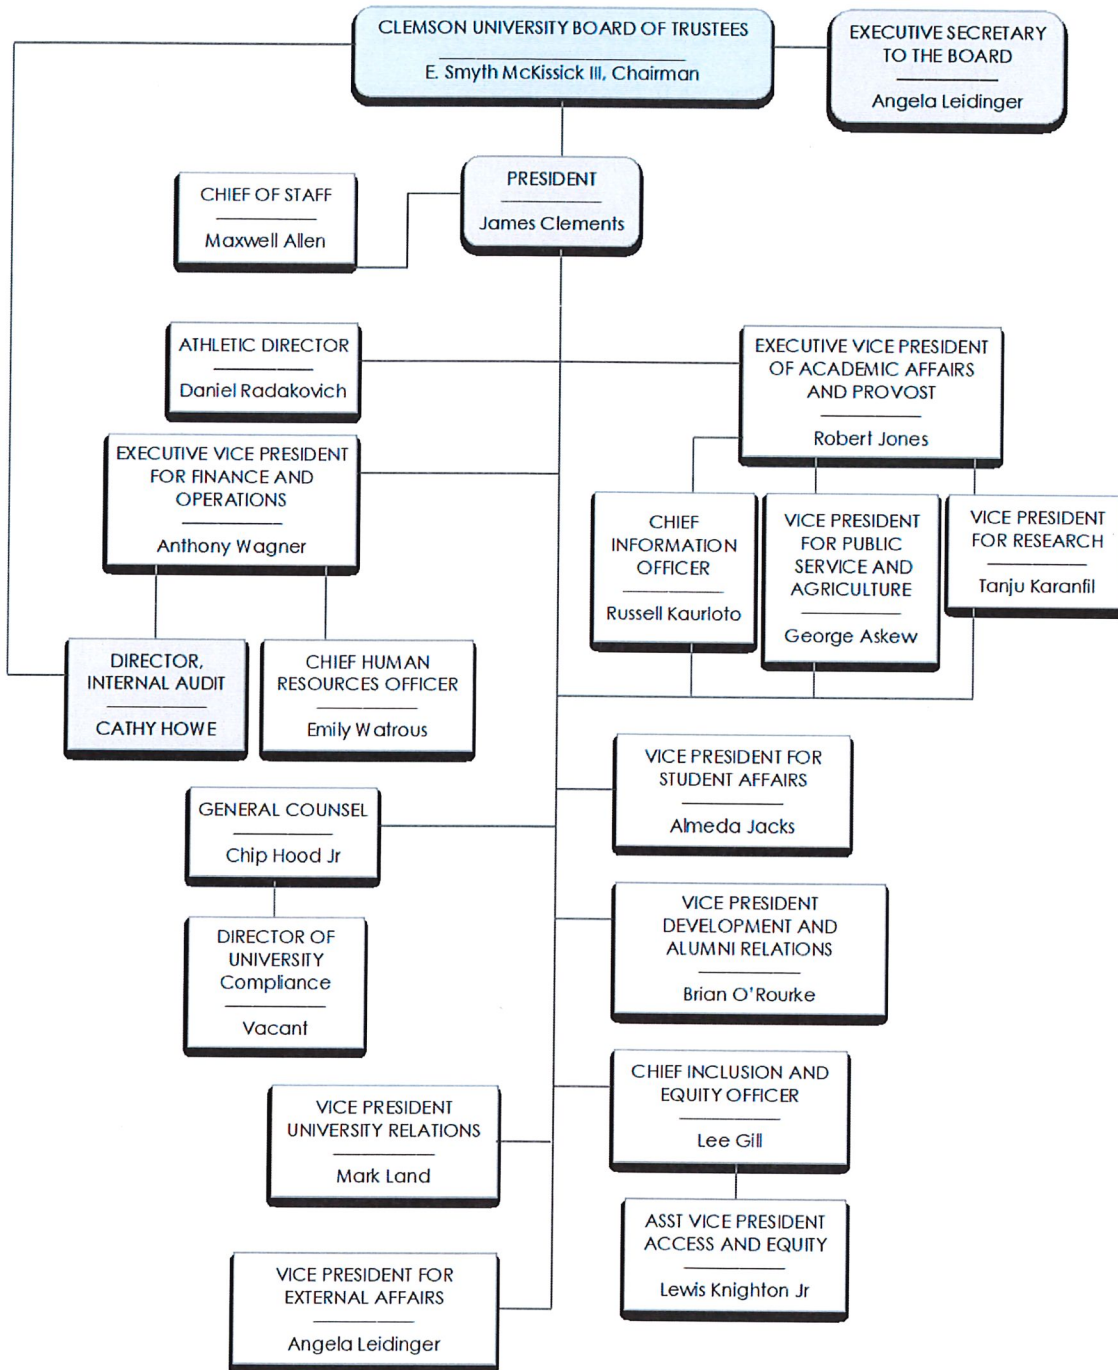 CLEMSON UNIVERSITY BOARD OF TRUSTEES
E. Smyth McKissick III, Chairman
EXECUTIVE SECRETARY
TO THE BOARD
Angela Leidinger
PRESIDENT
James Clements
CHIEF OF STAFF
Maxwell Allen
ATHLETIC DIRECTOR
Daniel Radakovich
EXECUTIVE VICE PRESIDENT
OF ACADEMIC AFFAIRS
AND PROVOST
Robert Jones
EXECUTIVE VICE PRESIDENT
FOR FINANCE AND
OPERATIONS
Anthony Wagner
CHIEF
INFORMATION
OFFICER
Russell Kaurloto
VICE PRESIDENT
FOR PUBLIC
SERVICE AND
AGRICULTURE
George Askew
VICE PRESIDENT
FOR RESEARCH
Tanju Karanfil
DIRECTOR,
INTERNAL AUDIT
CATHY HOWE
CHIEF HUMAN
RESOURCES OFFICER
Emily Watrous
VICE PRESIDENT FOR
STUDENT AFFAIRS
Almeda Jacks
GENERAL COUNSEL
Chip Hood Jr
DIRECTOR OF
UNIVERSITY
Compliance
Vacant
VICE PRESIDENT
DEVELOPMENT AND
ALUMNI RELATIONS
Brian O'Rourke
CHIEF INCLUSION AND
EQUITY OFFICER
Lee Gill
VICE PRESIDENT
UNIVERSITY RELATIONS
Mark Land
ASST VICE PRESIDENT
ACCESS AND EQUITY
Lewis Knighton Jr
VICE PRESIDENT FOR
EXTERNAL AFFAIRS
Angela Leidinger